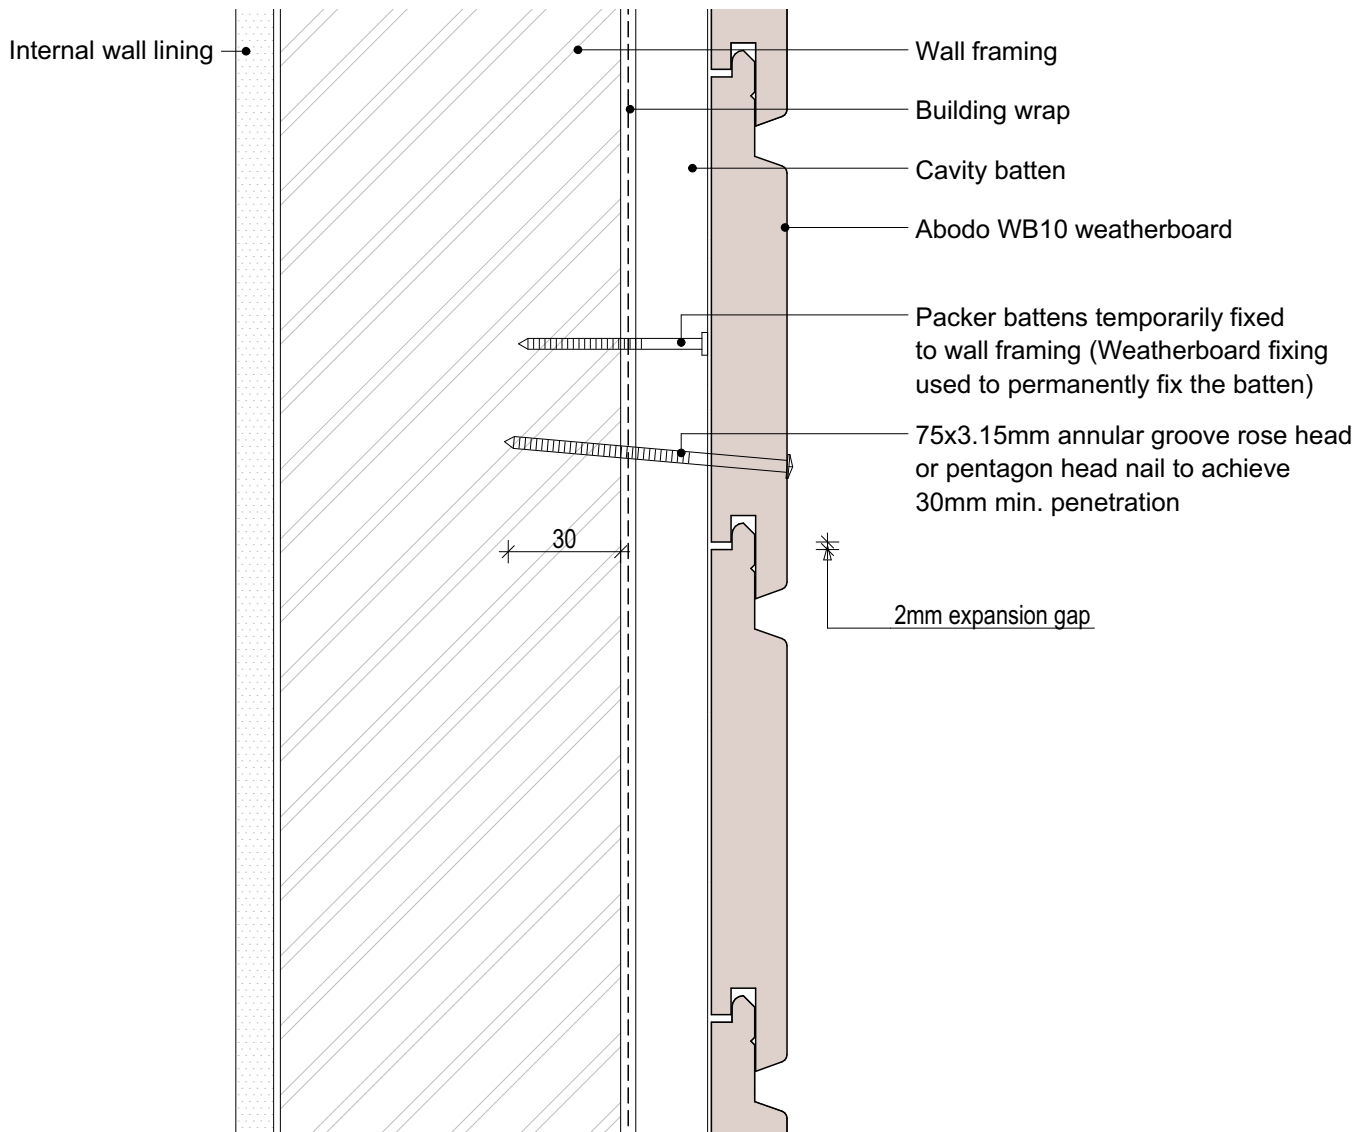 Internal wall lining
Wall framing
Building wrap
Cavity batten
Abodo WB10 weatherboard
Packer battens temporarily fixed
to wall framing (Weatherboard fixing
used to permanently fix the batten)
75x3.15mm annular groove rose head
or pentagon head nail to achieve
30mm min. penetration
30
2mm expansion gap